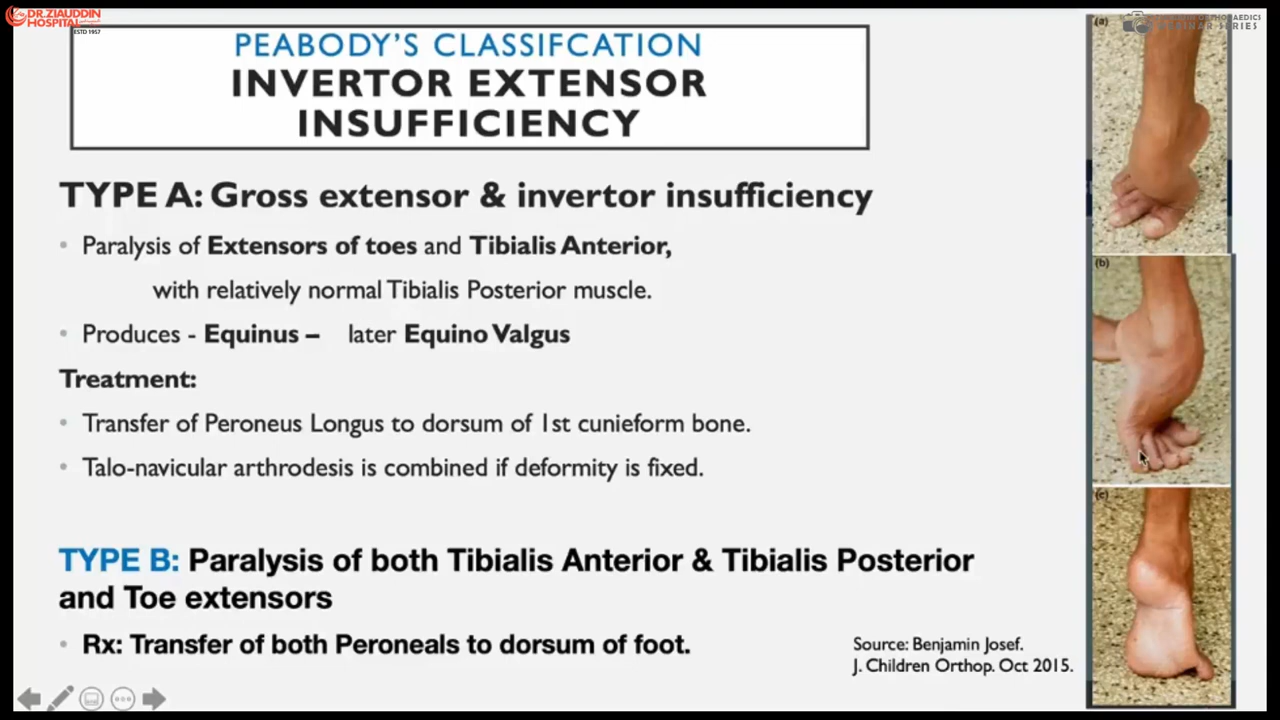 DR.ZIAUDDIN
HOSPITAL
ESTD 1957
PEABODY'S CLASSIFCATION
INVERTOR EXTENSOR
INSUFFICIENCY
(a)
SERIES
TYPE A: Gross extensor & invertor insufficiency
• Paralysis of Extensors of toes and Tibialis Anterior,
with relatively normal Tibialis Posterior muscle.
(b)
• Produces - Equinus – later Equino Valgus
Treatment:
• Transfer of Peroneus Longus to dorsum of 1st cunieform bone.
• Talo-navicular arthrodesis is combined if deformity is fixed.
(c)
TYPE B: Paralysis of both Tibialis Anterior & Tibialis Posterior
and Toe extensors
• Rx: Transfer of both Peroneals to dorsum of foot.
Source: Benjamin Josef.
J. Children Orthop. Oct 2015.